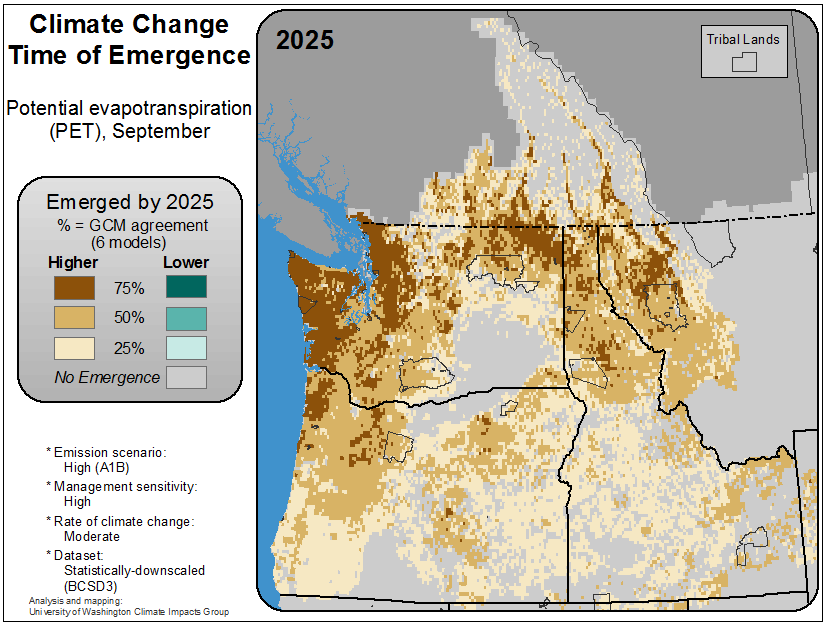 Climate Change
Time of Emergence
Potential evapotranspiration
(PET), September
Emerged by 2025
% = GCM agreement
(6 models)
Higher Lower
75%
50%
25%
No Emergence
* Emission scenario:
High (A1B)
* Management sensitivity:
High
* Rate of climate change:
Moderate
* Dataset:
Statistically-downscaled
(BCSD3)
Analysis and mapping:
University of Washington Climate Impacts Group
2025
Tribal Lands